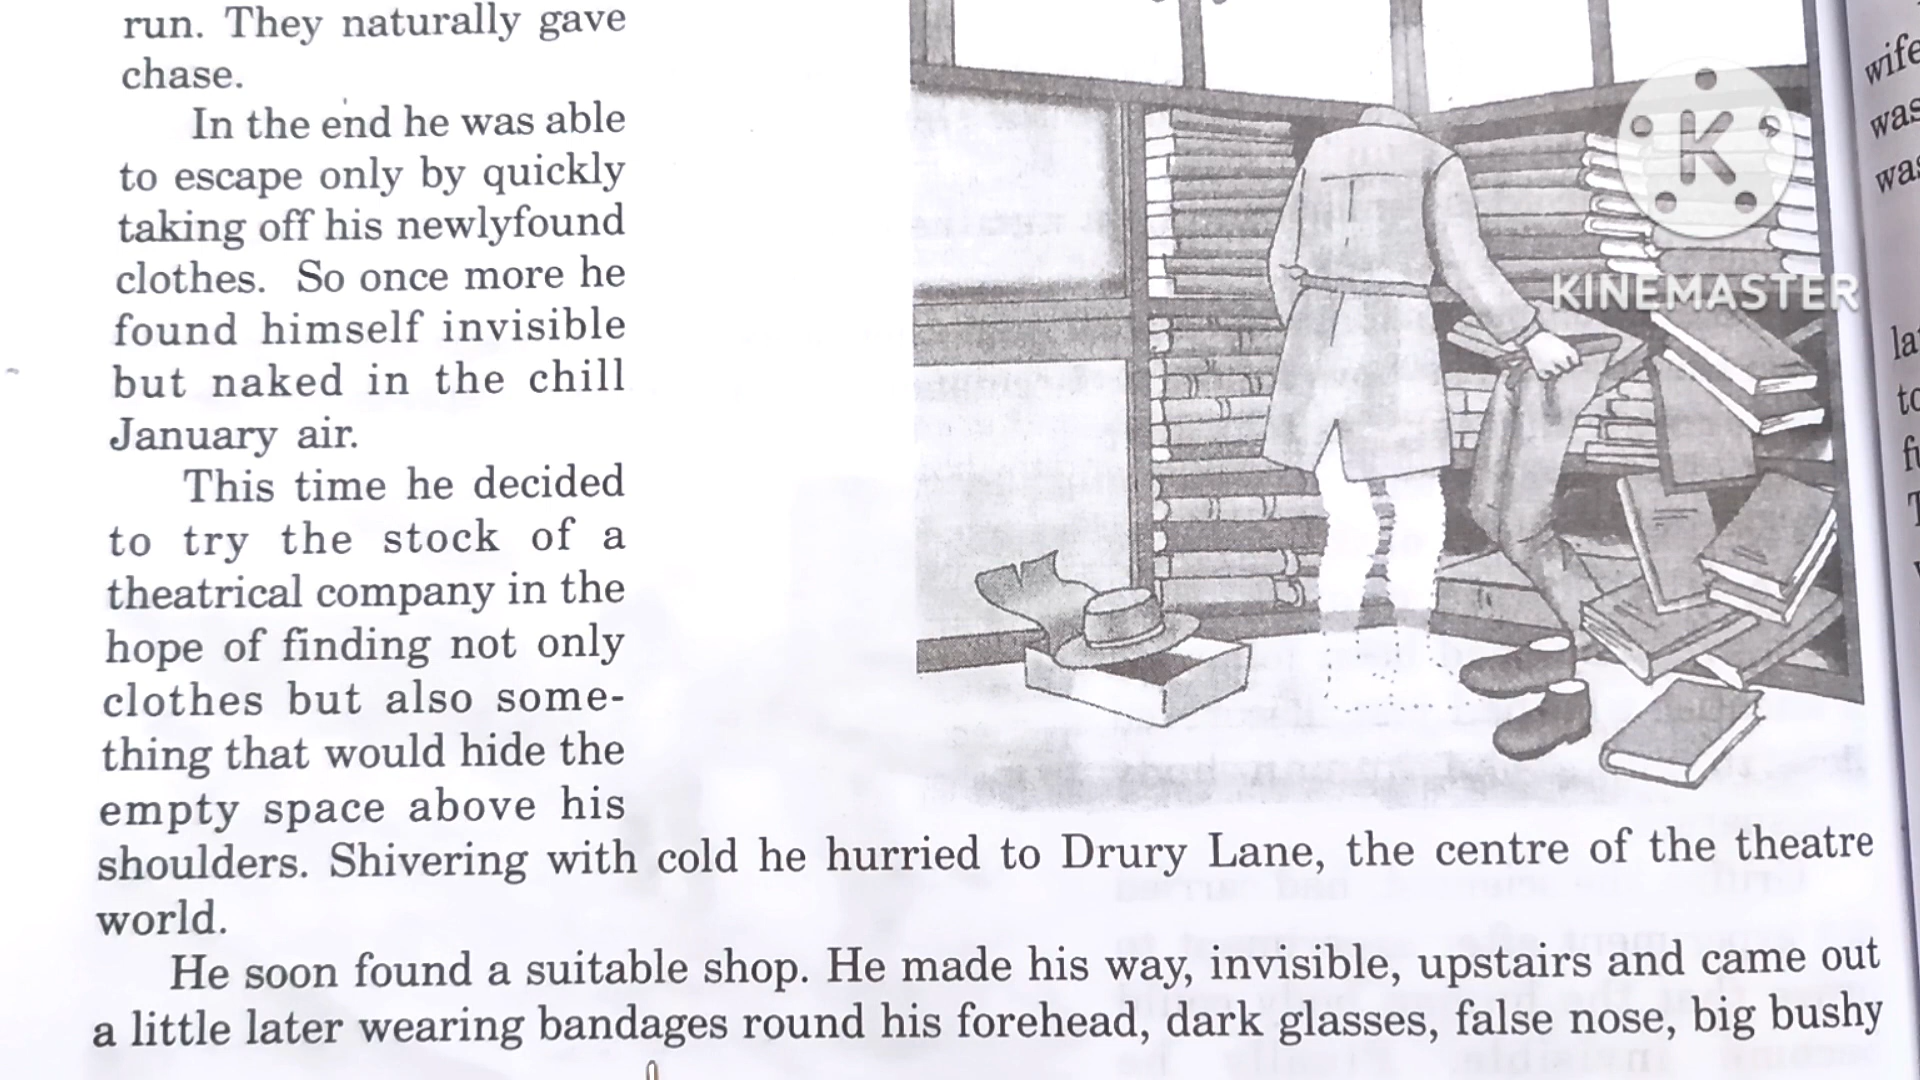 run. They naturally gave
chase.
In the end he was able
to escape only by quickly
taking off his newlyfound
clothes. So once more he
found himself invisible
but naked in the chill
January air.
This time he decided
to try the stock of a
theatrical company in the
hope of finding not only
clothes but also some-
thing that would hide the
empty space above his
shoulders. Shivering with cold he hurried to Drury Lane, the centre of the theatre
world.
He soon found a suitable shop. He made his way, invisible, upstairs and came out
a little later wearing bandages round his forehead, dark glasses, false nose, big bushy
K
KINEMASTER
wife
was